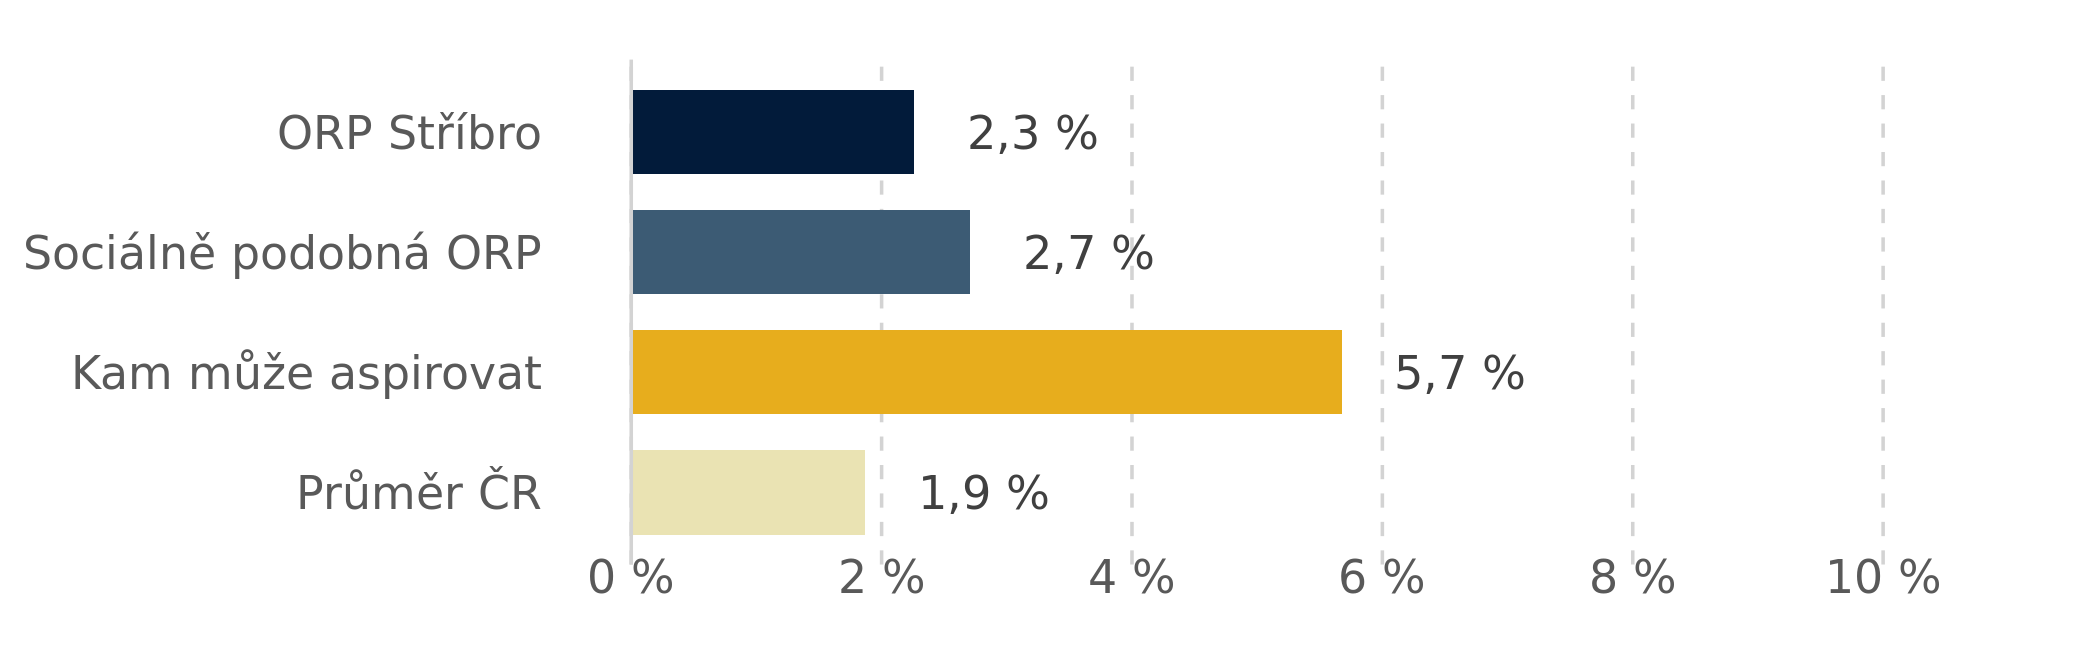 ORP Stříbro 2,3 %
Sociálně podobná ORP 2,7 %
Kam může aspirovat 5,7 %
Průměr ČR 1,9 %
0 % 2 % 4 % 6 % 8 % 10 %